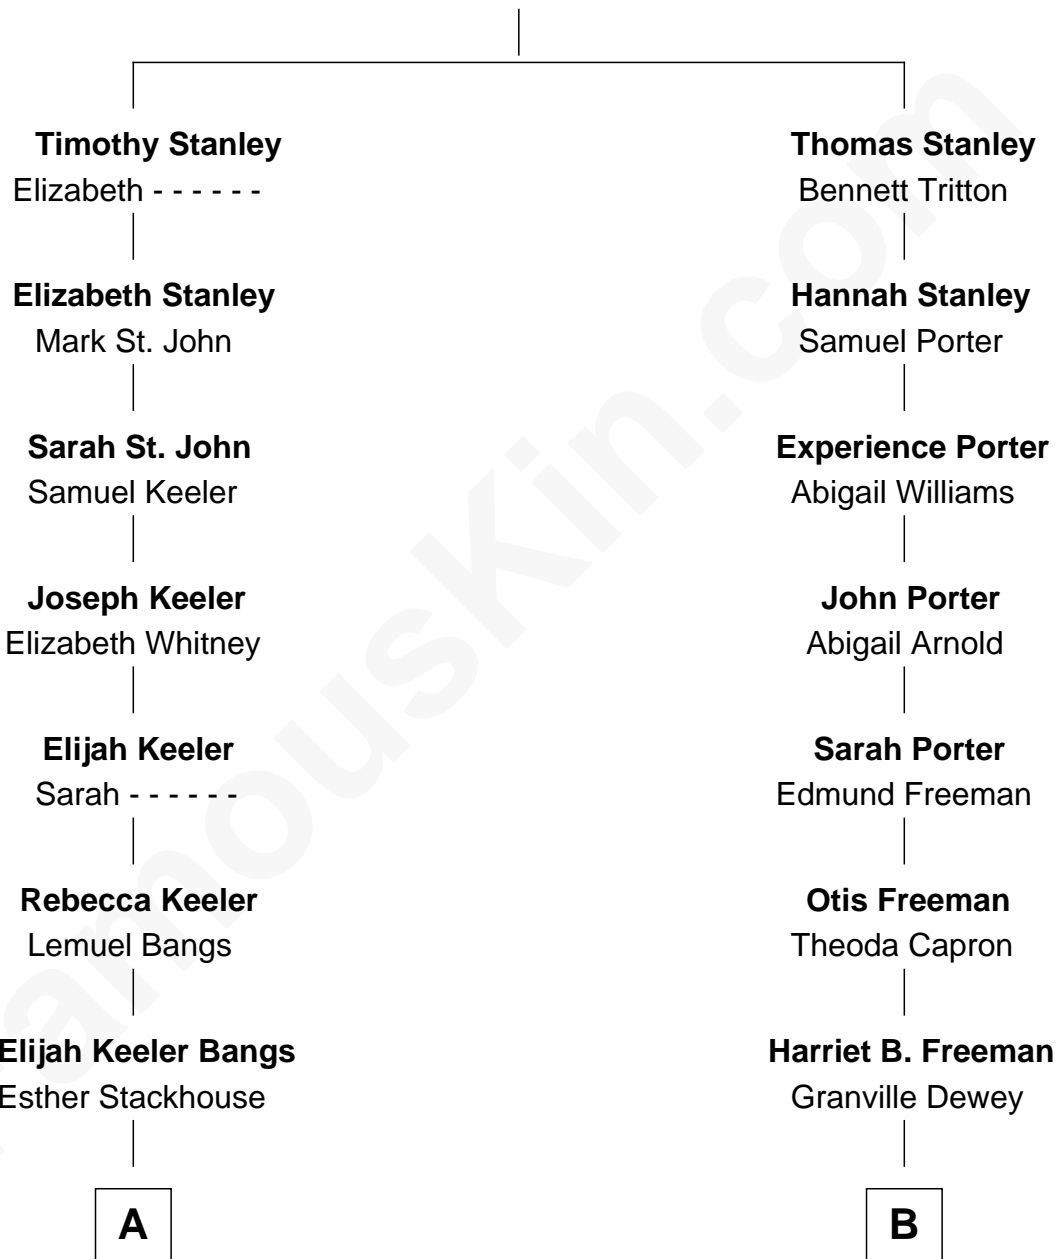 Timothy Stanley
Elizabeth - - - - - -
Elizabeth Stanley
Mark St. John
Sarah St. John
Samuel Keeler
Joseph Keeler
Elizabeth Whitney
Elijah Keeler
Sarah - - - - - -
Rebecca Keeler
Lemuel Bangs
Elijah Keeler Bangs
Esther Stackhouse
A
Thomas Stanley
Bennett Tritton
Hannah Stanley
Samuel Porter
Experience Porter
Abigail Williams
John Porter
Abigail Arnold
Sarah Porter
Edmund Freeman
Otis Freeman
Theoda Capron
Harriet B. Freeman
Granville Dewey
B
FamousKin.com